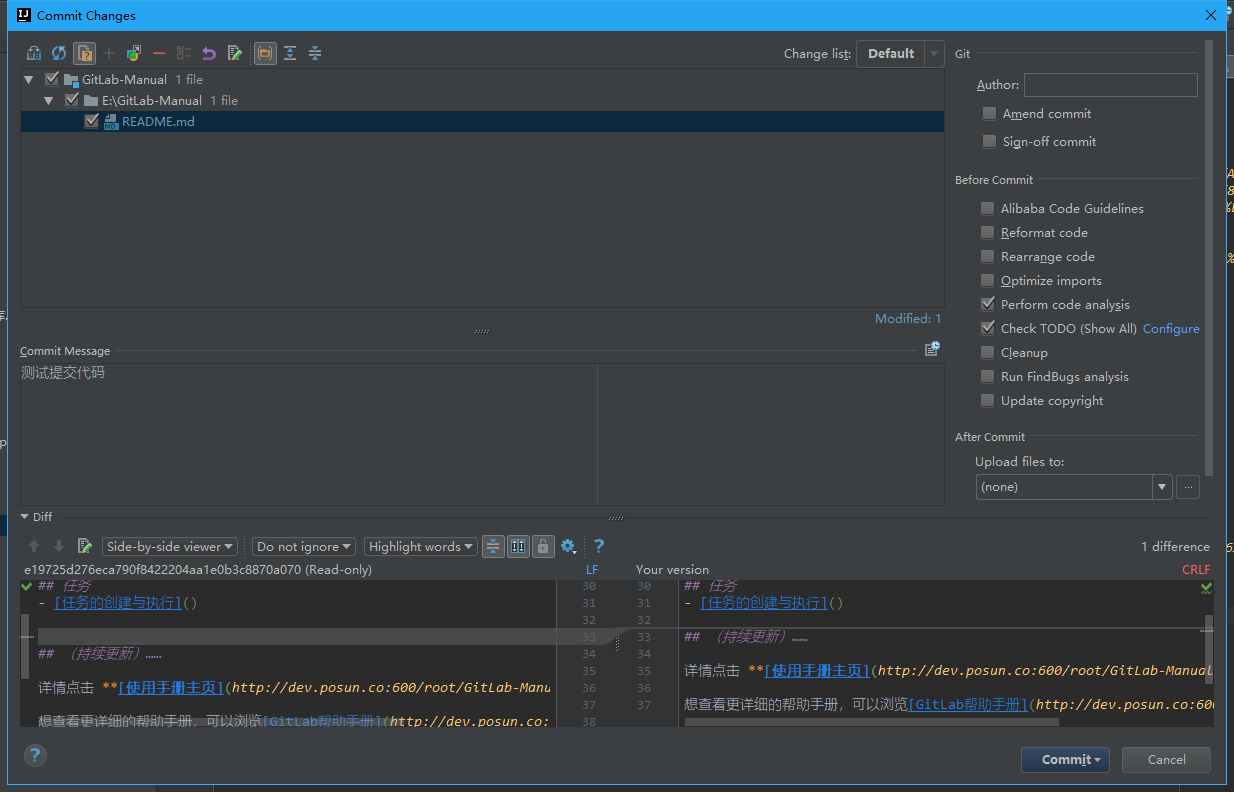 Commit Changes
Change list: Default
GitLab-Manual 1 file
E:\GitLab-Manual 1 file
README.md
Modified: 1
Git
Author:
Amend commit
Sign-off commit
Before Commit
Alibaba Code Guidelines
Reformat code
Rearrange code
Optimize imports
Perform code analysis
Check TODO (Show All) Configure
Cleanup
Run FindBugs analysis
Update copyright
After Commit
Upload files to:
(none)
...
Commit Message
测试提交代码
Diff
Side-by-side viewer Do not ignore Highlight words ? 1 difference
e19725d276eca790f8422204aa1e0b3c8870a070 (Read-only) LF Your version CRLF
## 任务 30 30 ## 任务
- [任务的创建与执行]() 31 31 - [任务的创建与执行]()
32 32
33 33 ## （持续更新）……
## （持续更新）…… 34 34
35 35 详情点击 **[使用手册主页](http://dev.posun.co:600/root/GitLab-Manual
详情点击 **[使用手册主页](http://dev.posun.co:600/root/GitLab-Manu 36 36
37 37 想查看更详细的帮助手册，可以浏览[GitLab帮助手册](http://dev.posun.co:600
想查看更详细的帮助手册，可以浏览[GitLab帮助手册](http://dev.posun.co: 38
? Commit Cancel